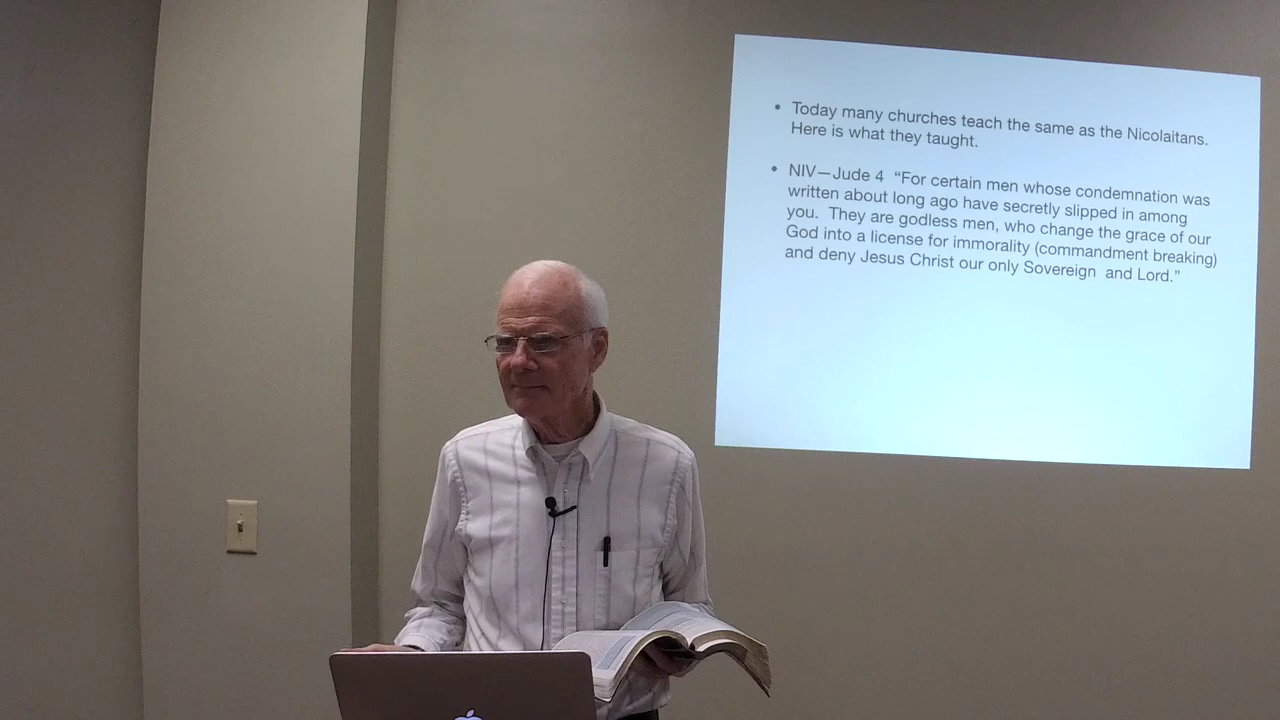 • Today many churches teach the same as the Nicolaitans.
Here is what they taught.
• NIV—Jude 4 “For certain men whose condemnation was
written about long ago have secretly slipped in among
you. They are godless men, who change the grace of our
God into a license for immorality (commandment breaking)
and deny Jesus Christ our only Sovereign and Lord.”